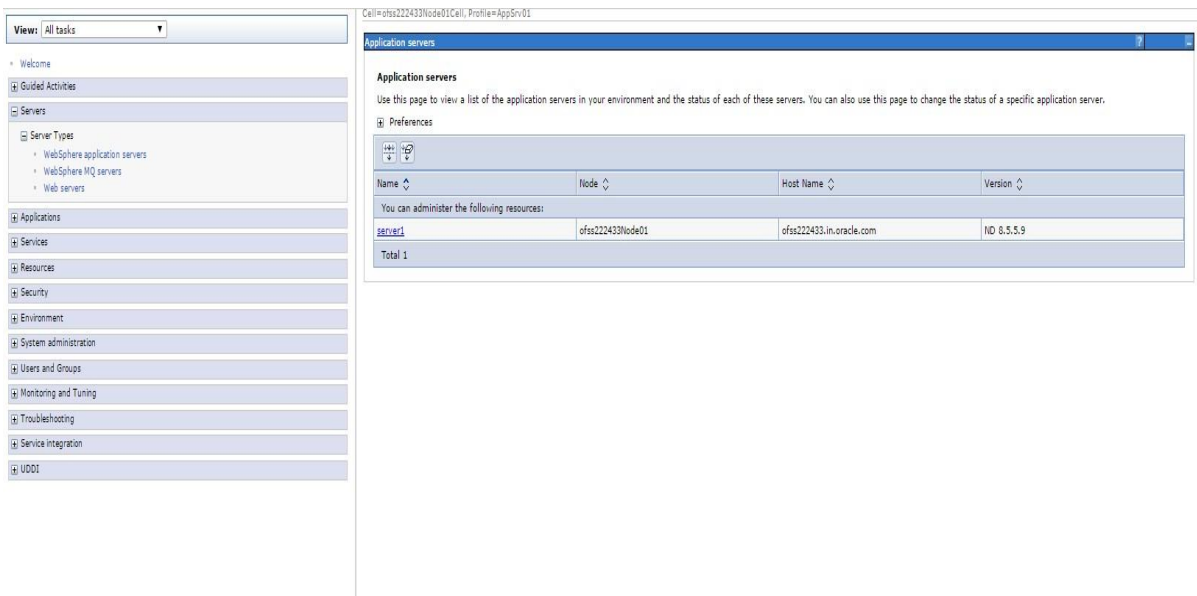 View: All tasks
Welcome
Guided Activities
Servers
Server Types
WebSphere application servers
WebSphere MQ servers
Web servers
Applications
Services
Resources
Security
Environment
System administration
Users and Groups
Monitoring and Tuning
Troubleshooting
Service integration
UDDI
Cell=ofss222433Node01Cell, Profile=AppSrv01
Application servers ? -
Application servers
Use this page to view a list of the application servers in your environment and the status of each of these servers. You can also use this page to change the status of a specific application server.
Preferences
Name Node Host Name Version
You can administer the following resources:
server1 ofss222433Node01 ofss222433.in.oracle.com ND 8.5.5.9
Total 1